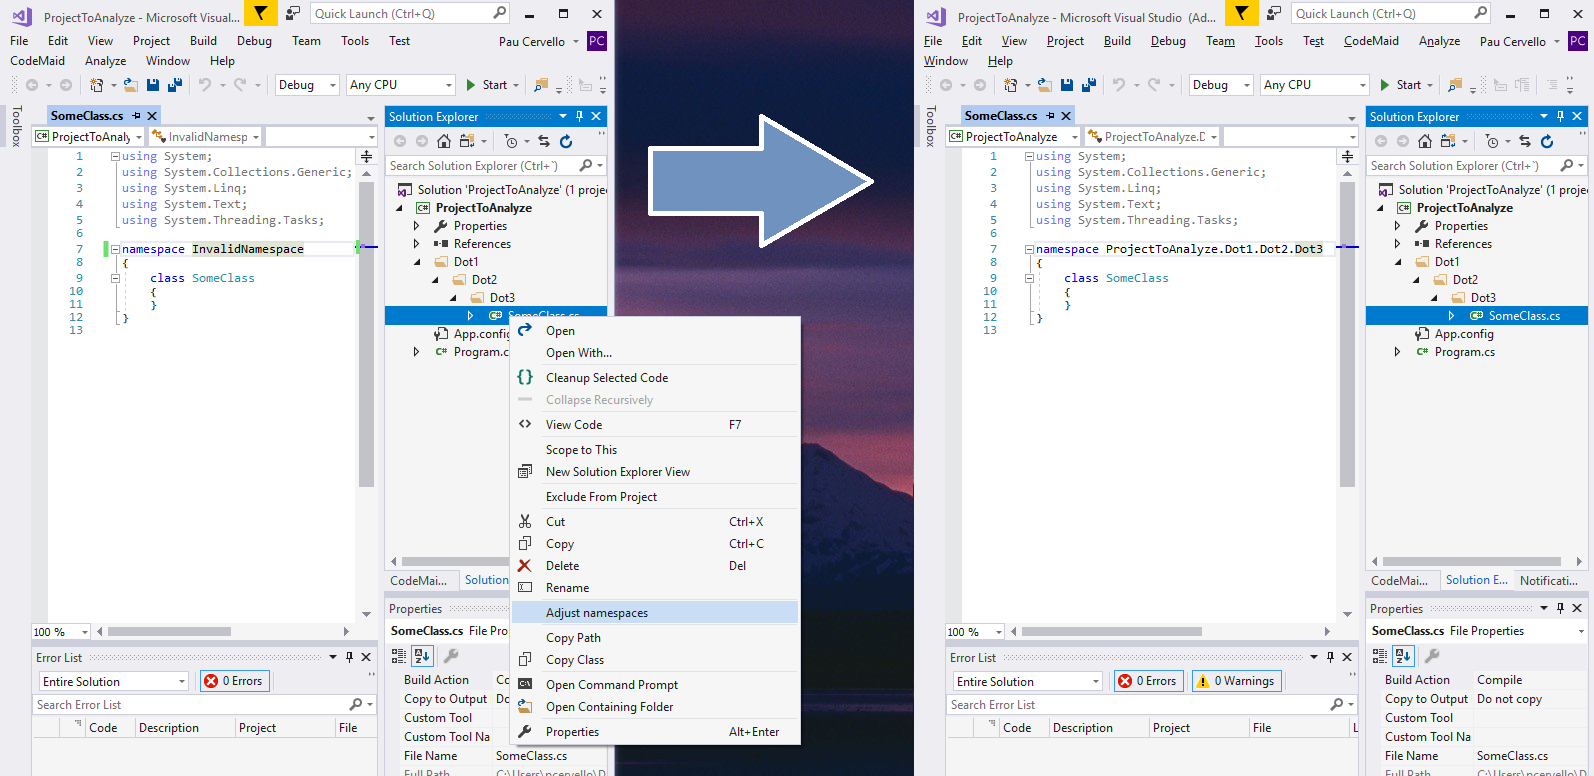 ProjectToAnalyze - Microsoft Visual...
Quick Launch (Ctrl+Q)
File Edit View Project Build Debug Team Tools Test
Pau Cervello PC
CodeMaid Analyze Window Help
Debug Any CPU Start
Toolbox
SomeClass.cs
ProjectToAnaly InvalidNamesp
1 using System;
2 using System.Collections.Generic;
3 using System.Linq;
4 using System.Text;
5 using System.Threading.Tasks;
6
7 namespace InvalidNamespace
8 {
9 class SomeClass
10 {
11 }
12 }
13
100 %
Solution Explorer
Search Solution Explorer (Ctrl+¨)
Solution 'ProjectToAnalyze' (1 projec
C# ProjectToAnalyze
Properties
References
Dot1
Dot2
Dot3
SomeClass.cs
App.config
C# Program.c
Open
Open With...
Cleanup Selected Code
Collapse Recursively
View Code F7
Scope to This
New Solution Explorer View
Exclude From Project
Cut Ctrl+X
Copy Ctrl+C
Delete Del
Rename
Adjust namespaces
Copy Path
Copy Class
Open Command Prompt
Open Containing Folder
Properties Alt+Enter
CodeMai... Solution
Properties
SomeClass.cs File Pro
Build Action Co
Copy to Output Do
Custom Tool
Custom Tool Na
File Name SomeClass.cs
Full Path C:\Users\pcervello\D
Error List
Entire Solution 0 Errors
Search Error List
Code Description Project File
ProjectToAnalyze - Microsoft Visual Studio (Ad...
Quick Launch (Ctrl+Q)
File Edit View Project Build Debug Team Tools Test CodeMaid Analyze
Pau Cervello PC
Window Help
Debug Any CPU Start
Toolbox
SomeClass.cs
ProjectToAnalyze ProjectToAnalyze.D
1 using System;
2 using System.Collections.Generic;
3 using System.Linq;
4 using System.Text;
5 using System.Threading.Tasks;
6
7 namespace ProjectToAnalyze.Dot1.Dot2.Dot3
8 {
9 class SomeClass
10 {
11 }
12 }
13
100 %
Solution Explorer
Search Solution Explorer (Ctrl+¨)
Solution 'ProjectToAnalyze' (1 projec
C# ProjectToAnalyze
Properties
References
Dot1
Dot2
Dot3
C# SomeClass.cs
App.config
C# Program.cs
CodeMai... Solution E... Notificati...
Properties
SomeClass.cs File Properties
Build Action Compile
Copy to Output Do not copy
Custom Tool
Custom Tool Na
File Name SomeClass.cs
Full Path C:\Users\pcervello\D
Error List
Entire Solution 0 Errors 0 Warnings
Search Error List
Code Description Project File L